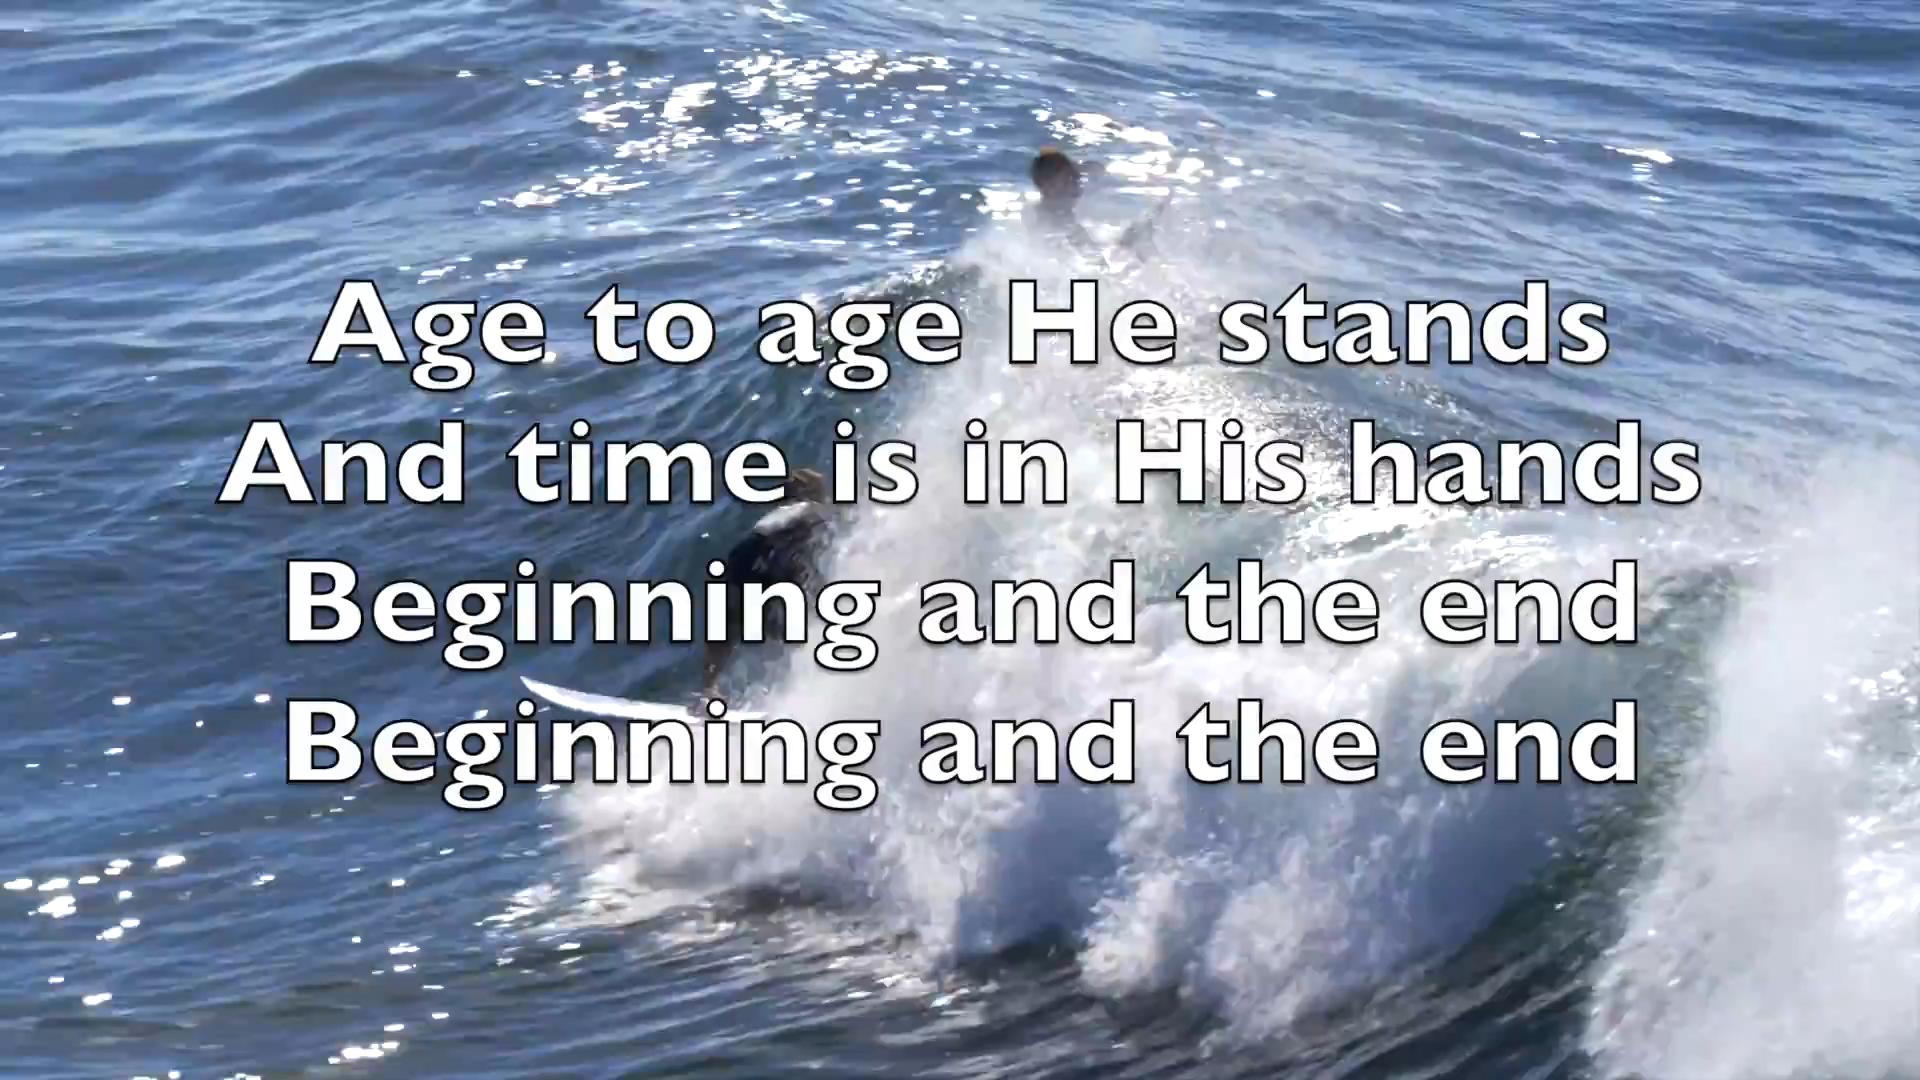 Age to age He stands
And time is in His hands
Beginning and the end
Beginning and the end